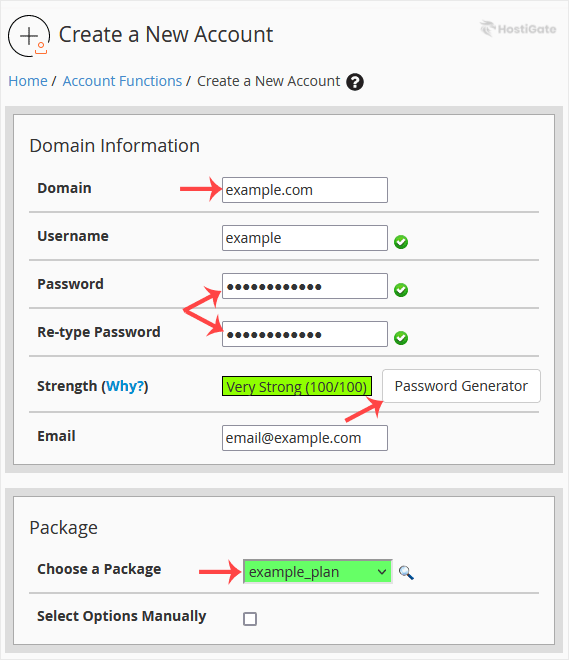 Create a New Account
HostiGate
Home / Account Functions / Create a New Account ?
Domain Information
Domain example.com
Username example
Password ••••••••••••
Re-type Password ••••••••••••
Strength (Why?) Very Strong (100/100) Password Generator
Email email@example.com
Package
Choose a Package example_plan
Select Options Manually